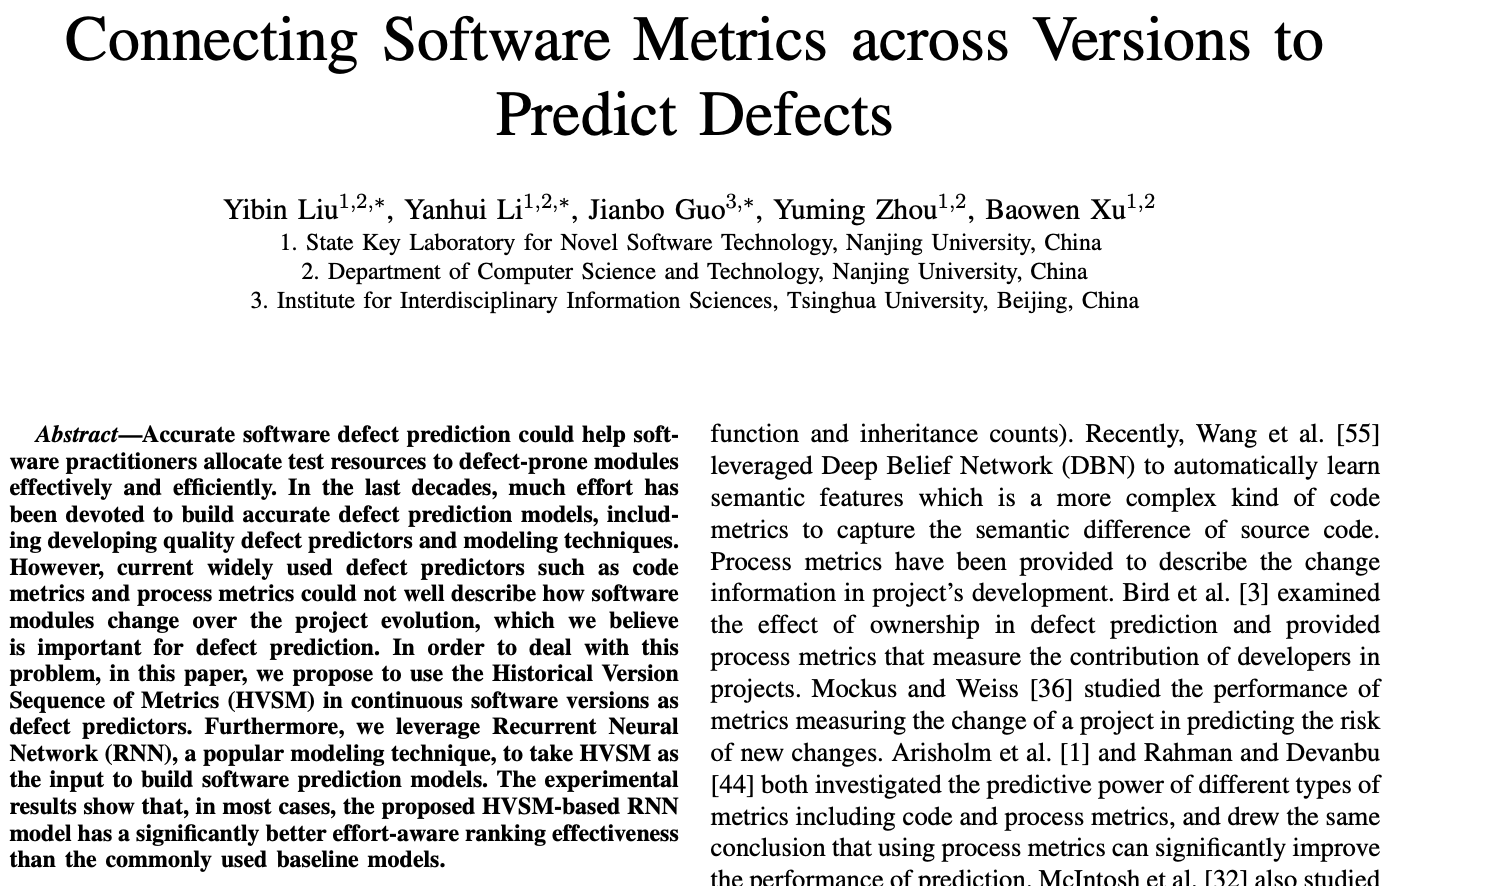 Connecting Software Metrics across Versions to
Predict Defects
Yibin Liu1,2,*, Yanhui Li1,2,*, Jianbo Guo3,*, Yuming Zhou1,2, Baowen Xu1,2
1. State Key Laboratory for Novel Software Technology, Nanjing University, China
2. Department of Computer Science and Technology, Nanjing University, China
3. Institute for Interdisciplinary Information Sciences, Tsinghua University, Beijing, China
Abstract—Accurate software defect prediction could help soft-
ware practitioners allocate test resources to defect-prone modules
effectively and efficiently. In the last decades, much effort has
been devoted to build accurate defect prediction models, includ-
ing developing quality defect predictors and modeling techniques.
However, current widely used defect predictors such as code
metrics and process metrics could not well describe how software
modules change over the project evolution, which we believe
is important for defect prediction. In order to deal with this
problem, in this paper, we propose to use the Historical Version
Sequence of Metrics (HVSM) in continuous software versions as
defect predictors. Furthermore, we leverage Recurrent Neural
Network (RNN), a popular modeling technique, to take HVSM as
the input to build software prediction models. The experimental
results show that, in most cases, the proposed HVSM-based RNN
model has a significantly better effort-aware ranking effectiveness
than the commonly used baseline models.
function and inheritance counts). Recently, Wang et al. [55]
leveraged Deep Belief Network (DBN) to automatically learn
semantic features which is a more complex kind of code
metrics to capture the semantic difference of source code.
Process metrics have been provided to describe the change
information in project's development. Bird et al. [3] examined
the effect of ownership in defect prediction and provided
process metrics that measure the contribution of developers in
projects. Mockus and Weiss [36] studied the performance of
metrics measuring the change of a project in predicting the risk
of new changes. Arisholm et al. [1] and Rahman and Devanbu
[44] both investigated the predictive power of different types of
metrics including code and process metrics, and drew the same
conclusion that using process metrics can significantly improve
the performance of prediction. McIntosh et al. [32] also studied